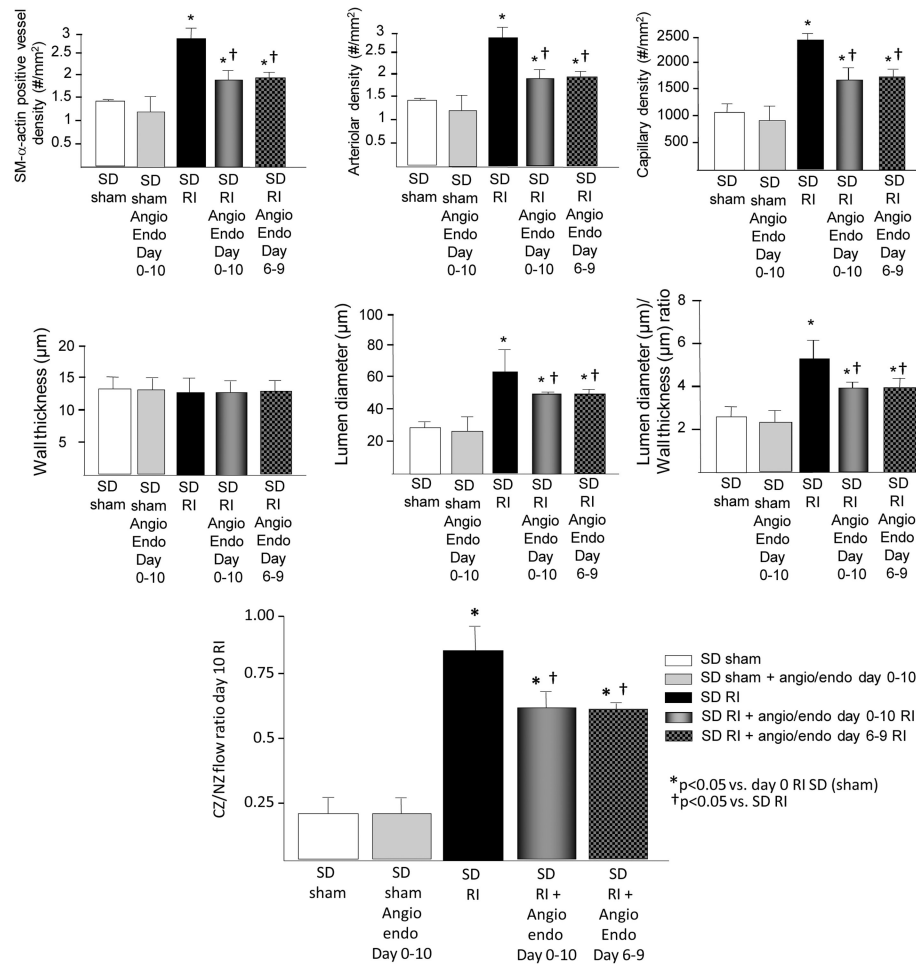 SM-α-actin positive vessel
density (#/mm²)
3
2.5
2
1.5
1
0.5
*
*†
*†
SD
sham
SD
sham
Angio
Endo
Day
0-10
SD
RI
SD
RI
Angio
Endo
Day
0-10
SD
RI
Angio
Endo
Day
6-9
Arteriolar density (#/mm²)
3
2.5
2
1.5
1
0.5
*
*†
*†
SD
sham
SD
sham
Angio
Endo
Day
0-10
SD
RI
SD
RI
Angio
Endo
Day
0-10
SD
RI
Angio
Endo
Day
6-9
Capillary density (#/mm²)
2500
2000
1500
1000
500
*
*†
*†
SD
sham
SD
sham
Angio
Endo
Day
0-10
SD
RI
SD
RI
Angio
Endo
Day
0-10
SD
RI
Angio
Endo
Day
6-9
Wall thickness (µm)
20
15
10
5
SD
sham
SD
sham
Angio
Endo
Day
0-10
SD
RI
SD
RI
Angio
Endo
Day
0-10
SD
RI
Angio
Endo
Day
6-9
Lumen diameter (µm)
80
60
40
20
*
*†
*†
SD
sham
SD
sham
Angio
Endo
Day
0-10
SD
RI
SD
RI
Angio
Endo
Day
0-10
SD
RI
Angio
Endo
Day
6-9
Lumen diameter (µm)/
Wall thickness (µm) ratio
8
6
4
2
*
*†
*†
SD
sham
SD
sham
Angio
Endo
Day
0-10
SD
RI
SD
RI
Angio
Endo
Day
0-10
SD
RI
Angio
Endo
Day
6-9
CZ/NZ flow ratio day 10 RI
1.00
0.75
0.5
0.25
*
* †
* †
SD
sham
SD
sham
Angio
endo
Day 0-10
SD
RI
SD
RI +
Angio
endo
Day 0-10
SD
RI +
Angio
Endo
Day 6-9
SD sham
SD sham + angio/endo day 0-10
SD RI
SD RI + angio/endo day 0-10 RI
SD RI + angio/endo day 6-9 RI
*p<0.05 vs. day 0 RI SD (sham)
†p<0.05 vs. SD RI